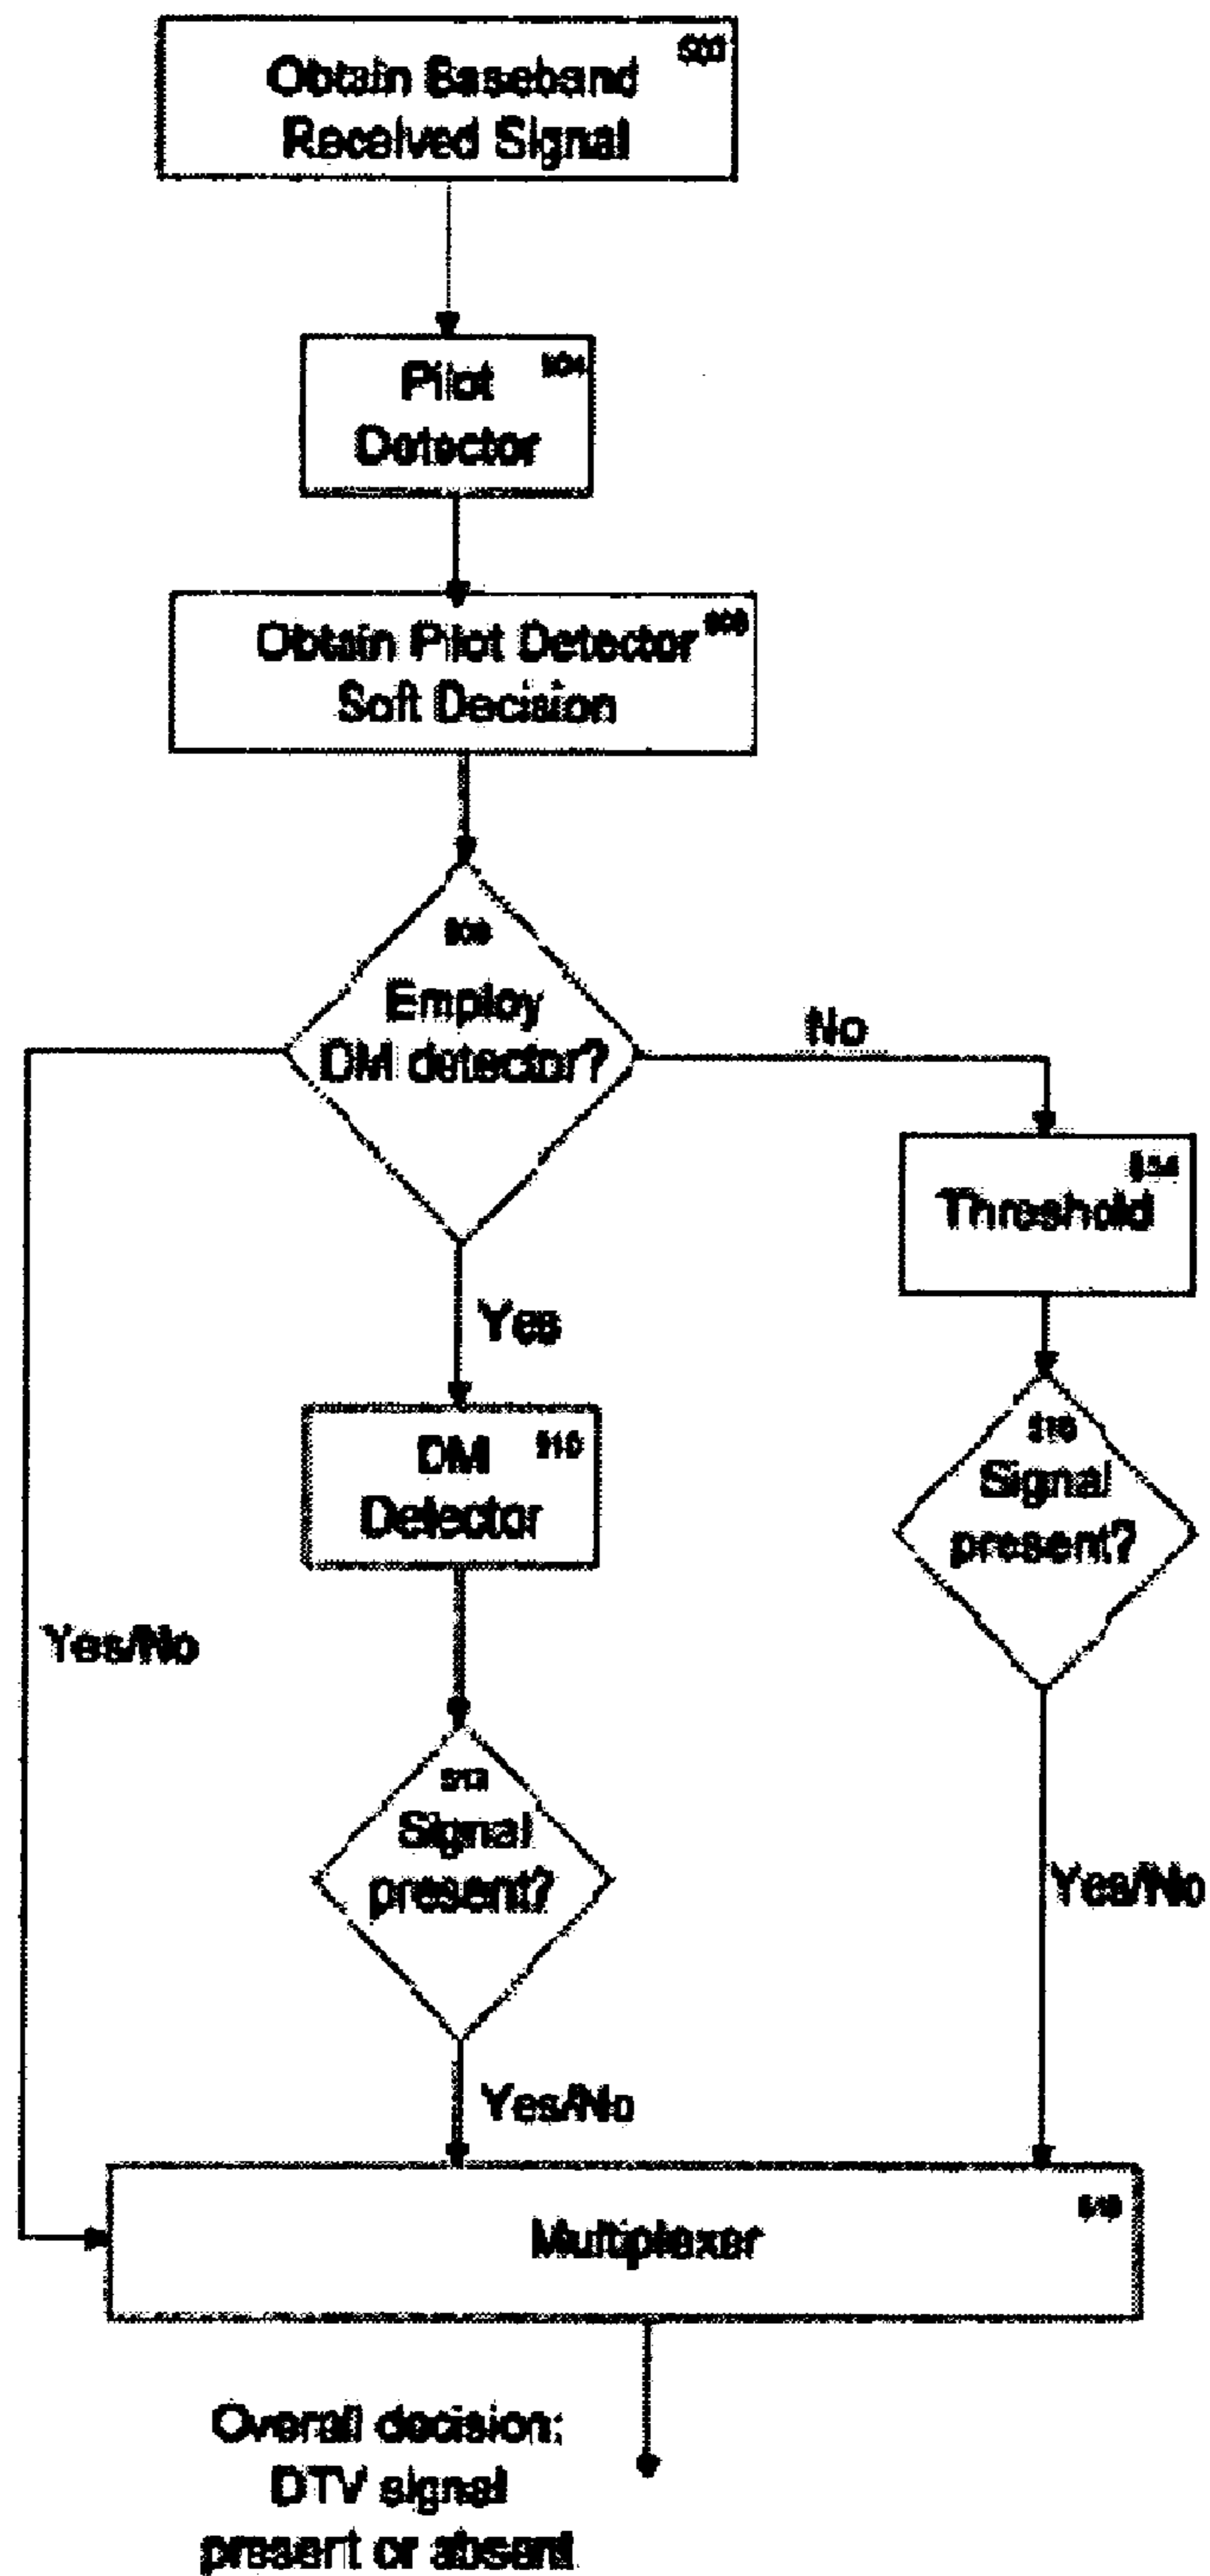 Obtain Baseband
Received Signal
Pilot
Detector
Obtain Pilot Detector
Soft Decision
Employ
DM detector?
No
Threshold
Yes
DM
Detector
Signal
present?
Yes/No
Signal
present?
Yes/No
Yes/No
Multiplexer
Overall decision:
DTV signal
present or absent